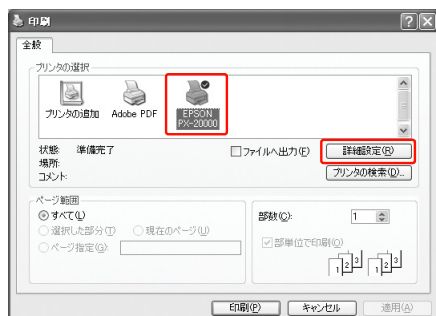 印刷
全般
プリンタの選択
プリンタの追加 Adobe PDF EPSON PX-20000
状態: 準備完了
場所:
コメント:
ファイルへ出力(F) 詳細設定(R)
プリンタの検索(D)...
ページ範囲
すべて(L)
選択した部分(T) 現在のページ(U)
ページ指定(G):
部数(C): 1
部単位で印刷(O)
1 1 2 2 3 3
印刷(P) キャンセル 適用(A)